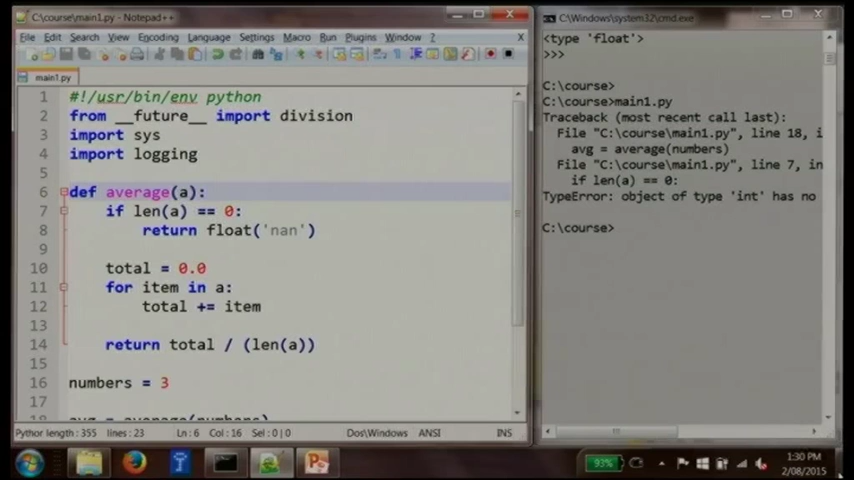 C:\course\main1.py - Notepad++
File Edit Search View Encoding Language Settings Macro Run Plugins Window ?
main1.py
1 #!/usr/bin/env python
2 from __future__ import division
3 import sys
4 import logging
5
6 def average(a):
7 if len(a) == 0:
8 return float('nan')
9
10 total = 0.0
11 for item in a:
12 total += item
13
14 return total / (len(a))
15
16 numbers = 3
17
18 avg = average(numbers)
Python length : 355 lines : 23 Ln : 6 Col : 16 Sel : 0 | 0 Dos\Windows ANSI INS
C:\Windows\system32\cmd.exe
<type 'float'>
>>>
C:\course>
C:\course>main1.py
Traceback (most recent call last):
File "C:\course\main1.py", line 18, i
avg = average(numbers)
File "C:\course\main1.py", line 7, in
if len(a) == 0:
TypeError: object of type 'int' has no
C:\course>
93%
1:30 PM
2/08/2015